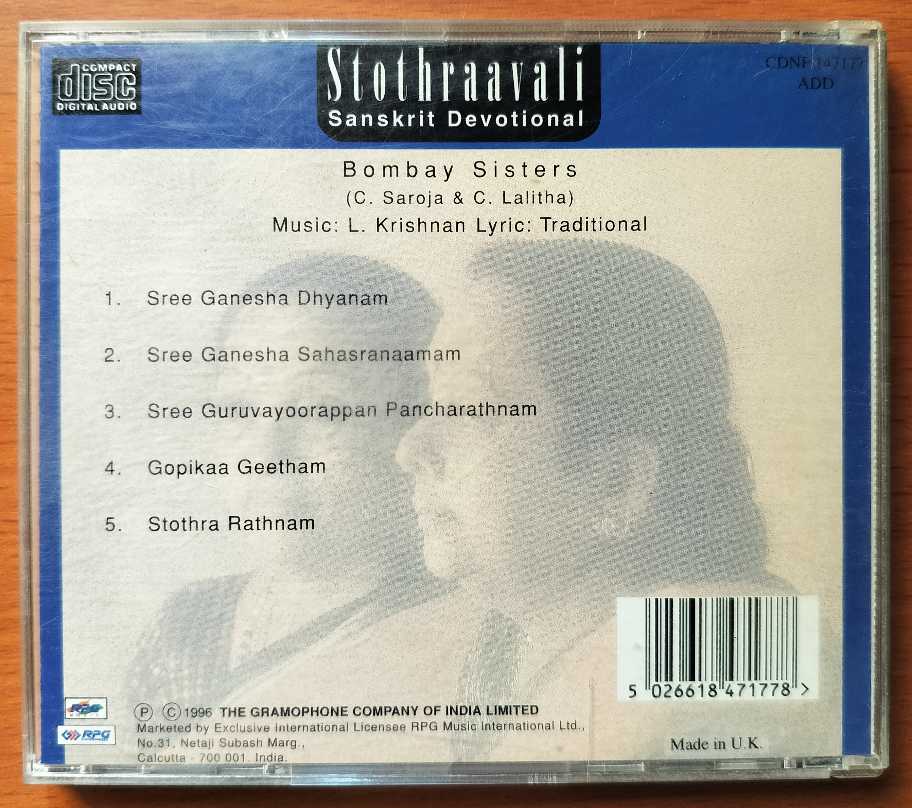 COMPACT
disc
DIGITAL AUDIO
Stothraavali
Sanskrit Devotional
ADD
Bombay Sisters
(C. Saroja & C. Lalitha)
Music: L. Krishnan Lyric: Traditional
1. Sree Ganesha Dhyanam
2. Sree Ganesha Sahasranaamam
3. Sree Guruvayoorappan Pancharathnam
4. Gopikaa Geetham
5. Stothra Rathnam
5 026618 471778 >
Ⓟ Ⓒ 1996 THE GRAMOPHONE COMPANY OF INDIA LIMITED
Marketed by Exclusive International Licensee RPG Music International Ltd.,
No.31, Netaji Subash Marg.,
Calcutta - 700 001. India.
RPG
Made in U.K.